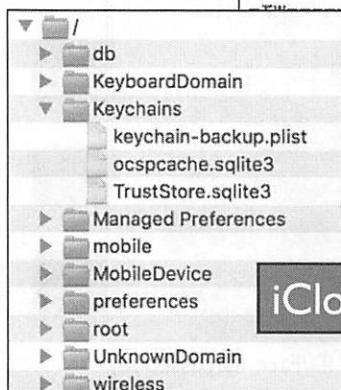 /
db
KeyboardDomain
Keychains
keychain-backup.plist
ocspcache.sqlite3
TrustStore.sqlite3
Managed Preferences
mobile
MobileDevice
preferences
iClo
root
UnknownDomain
wireless